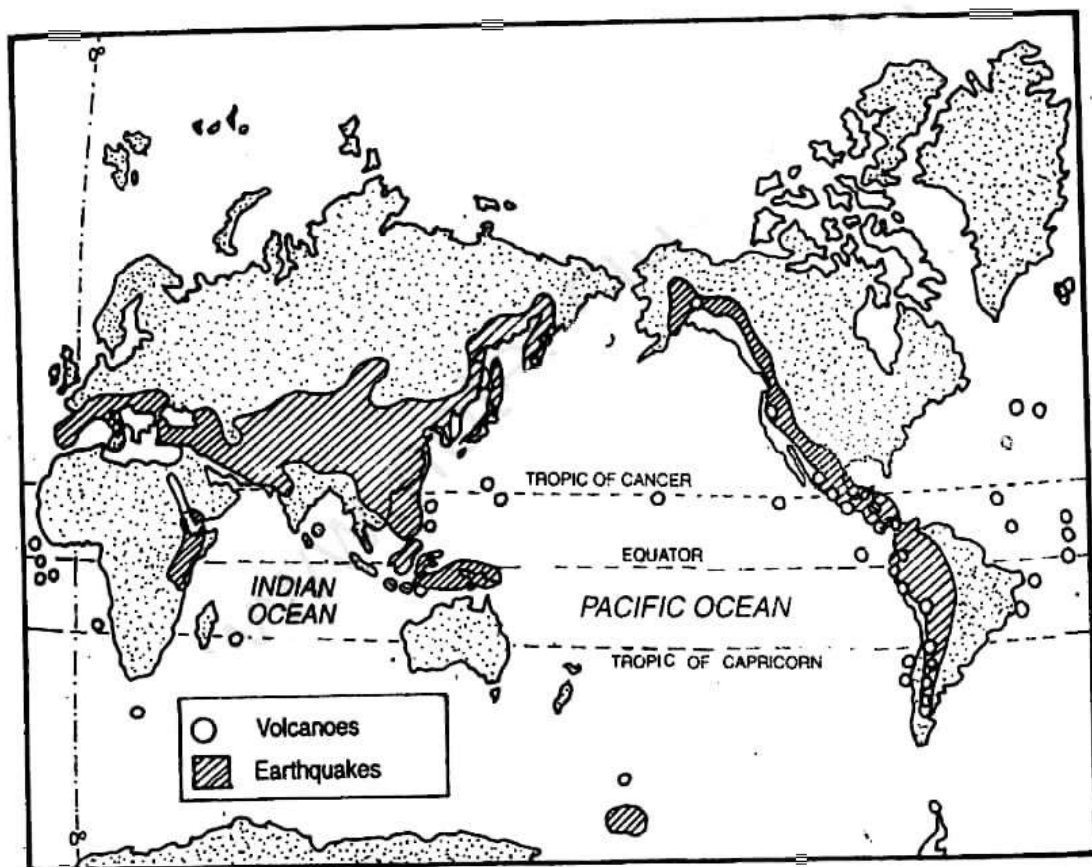 0°
TROPIC OF CANCER
EQUATOR
INDIAN
OCEAN
PACIFIC OCEAN
TROPIC OF CAPRICORN
Volcanoes
Earthquakes
0°